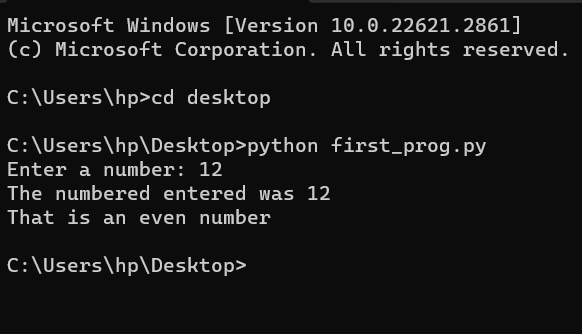 Microsoft Windows [Version 10.0.22621.2861]
(c) Microsoft Corporation. All rights reserved.
C:\Users\hp>cd desktop
C:\Users\hp\Desktop>python first_prog.py
Enter a number: 12
The numbered entered was 12
That is an even number
C:\Users\hp\Desktop>